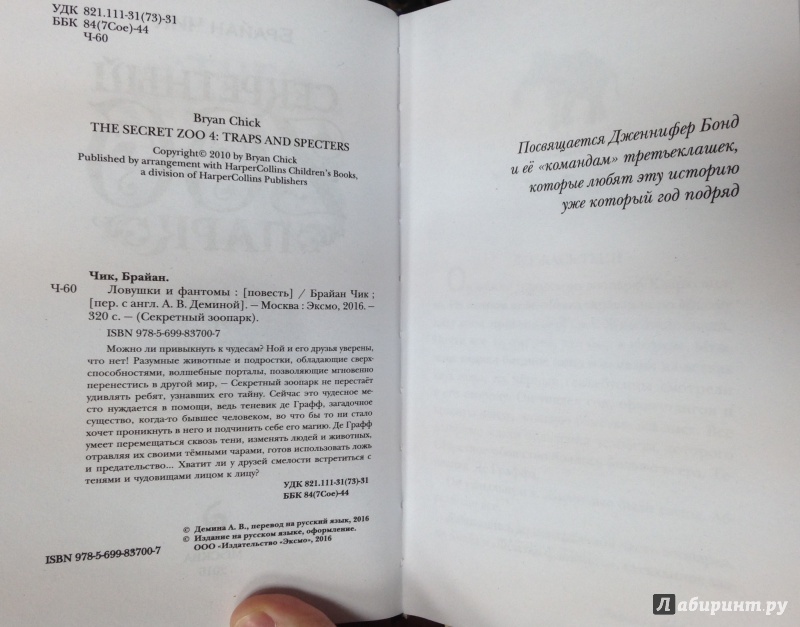 УДК 821.111-31(73)-31
ББК 84(7Сое)-44
Ч-60
Bryan Chick
THE SECRET ZOO 4: TRAPS AND SPECTERS
Copyright© 2010 by Bryan Chick
Published by arrangement with HarperCollins Children's Books,
a division of HarperCollins Publishers
Чик, Брайан.
Ч-60 Ловушки и фантомы : [повесть] / Брайан Чик ;
[пер. с англ. А. В. Деминой]. – Москва : Эксмо, 2016. –
320 с. – (Секретный зоопарк).
ISBN 978-5-699-83700-7
Можно ли привыкнуть к чудесам? Ной и его друзья уверены,
что нет! Разумные животные и подростки, обладающие сверх-
способностями, волшебные порталы, позволяющие мгновенно
перенестись в другой мир, – Секретный зоопарк не перестаёт
удивлять ребят, узнавших его тайну. Сейчас это чудесное ме-
сто нуждается в помощи, ведь теневик де Графф, загадочное
существо, когда-то бывшее человеком, во что бы то ни стало
хочет проникнуть в него и подчинить себе его магию. Де Графф
умеет перемещаться сквозь тени, изменять людей и животных,
отравляя их своими тёмными чарами, готов использовать ложь
и предательство... Хватит ли у друзей смелости встретиться с
тенями и чудовищами лицом к лицу?
УДК 821.111-31(73)-31
ББК 84(7Сое)-44
© Демина А. В., перевод на русский язык, 2016
© Издание на русском языке, оформление.
ООО «Издательство «Эксмо», 2016
ISBN 978-5-699-83700-7
Посвящается Дженнифер Бонд
и её «командам» третьеклашек,
которые любят эту историю
уже который год подряд
Лабиринт.ру